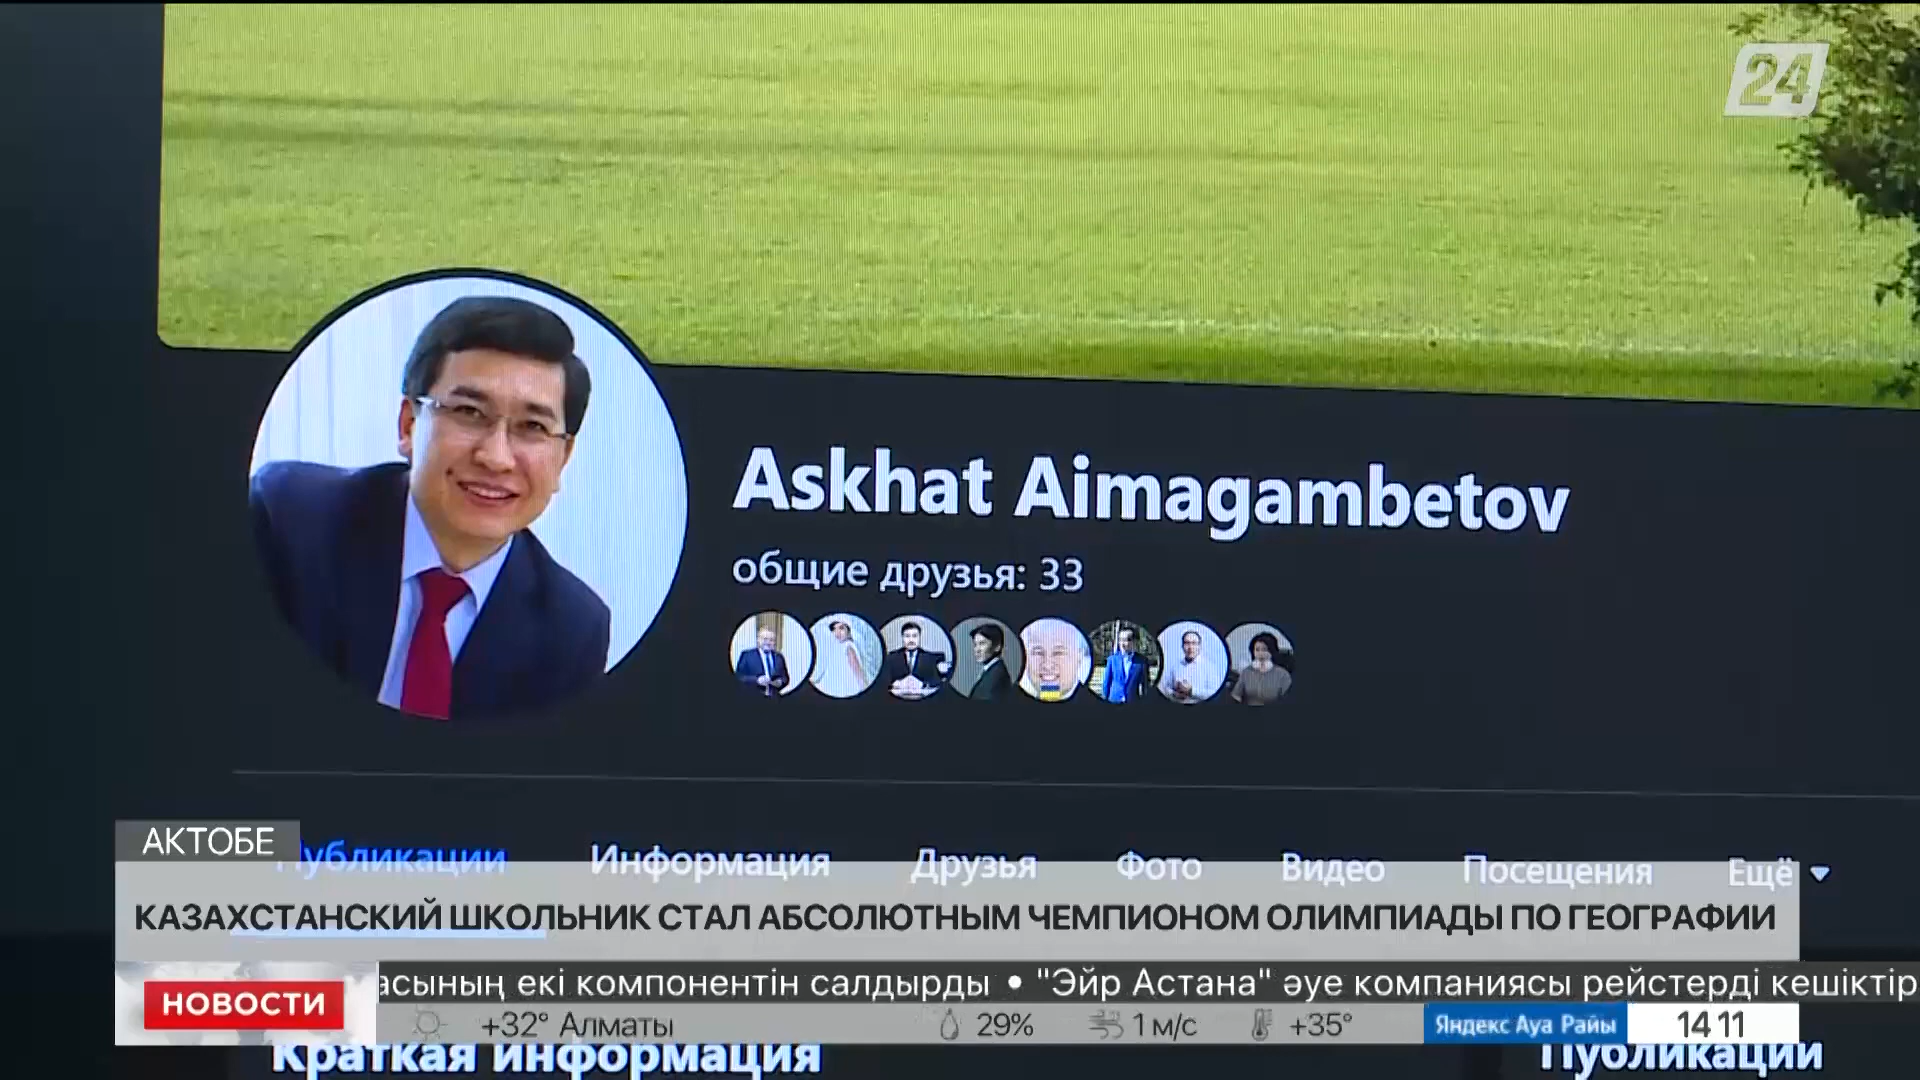 24
Askhat Aimagambetov
общие друзья: 33
АКТОБЕ
Публикации Информация Друзья Фото Видео Посещения Ещё
КАЗАХСТАНСКИЙ ШКОЛЬНИК СТАЛ АБСОЛЮТНЫМ ЧЕМПИОНОМ ОЛИМПИАДЫ ПО ГЕОГРАФИИ
НОВОСТИ
асының екі компонентін салдырды • "Эйр Астана" әуе компаниясы рейстерді кешіктір
+32° Алматы 29% 1 м/с +35° Яндекс Ауа Райы 14 11
Краткая информация Публикации